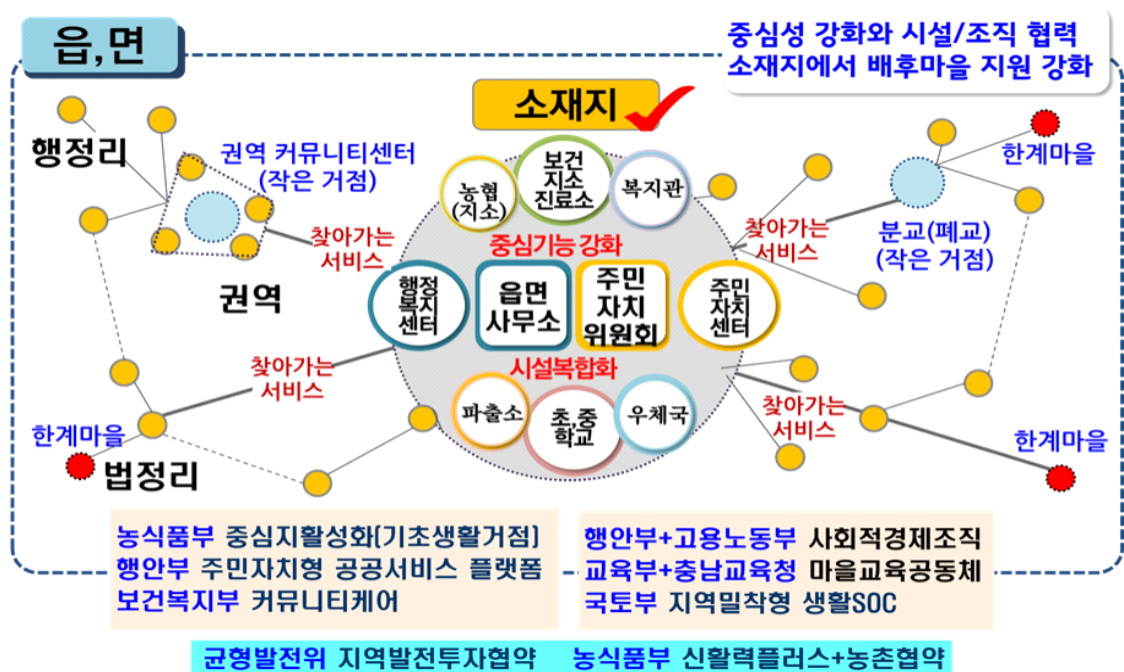 읍,면
중심성 강화와 시설/조직 협력
소재지에서 배후마을 지원 강화
소재지
행정리
권역 커뮤니티센터
(작은 거점)
한계마을
농협
(지소)
보건
지소
진료소
복지관
찾아가는
서비스
중심기능 강화
찾아가는
서비스
분교(폐교)
(작은 거점)
권역
행정
복지
센터
읍면
사무소
주민
자치
위원회
주민
자치
센터
찾아가는
서비스
시설복합화
찾아가는
서비스
파출소
초,중
학교
우체국
한계마을
법정리
한계마을
농식품부 중심지활성화(기초생활거점)
행안부 주민자치형 공공서비스 플랫폼
보건복지부 커뮤니티케어
행안부+고용노동부 사회적경제조직
교육부+충남교육청 마을교육공동체
국토부 지역밀착형 생활SOC
균형발전위 지역발전투자협약 농식품부 신활력플러스+농촌협약